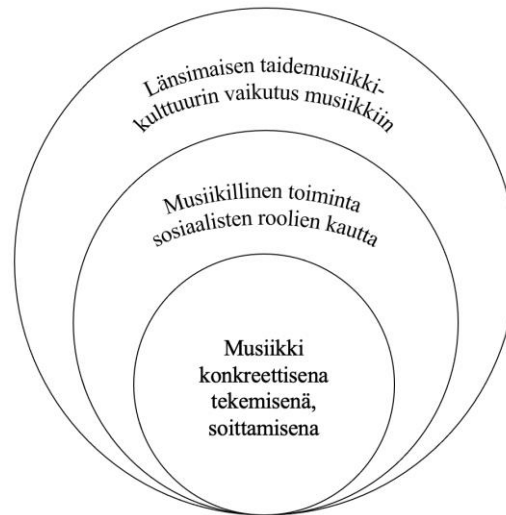 Länsimaisen taidemusiikki-
kulttuurin vaikutus musiikkiin
Musiikillinen toiminta
sosiaalisten roolien kautta
Musiikki
konkreettisena
tekemisenä,
soittamisena